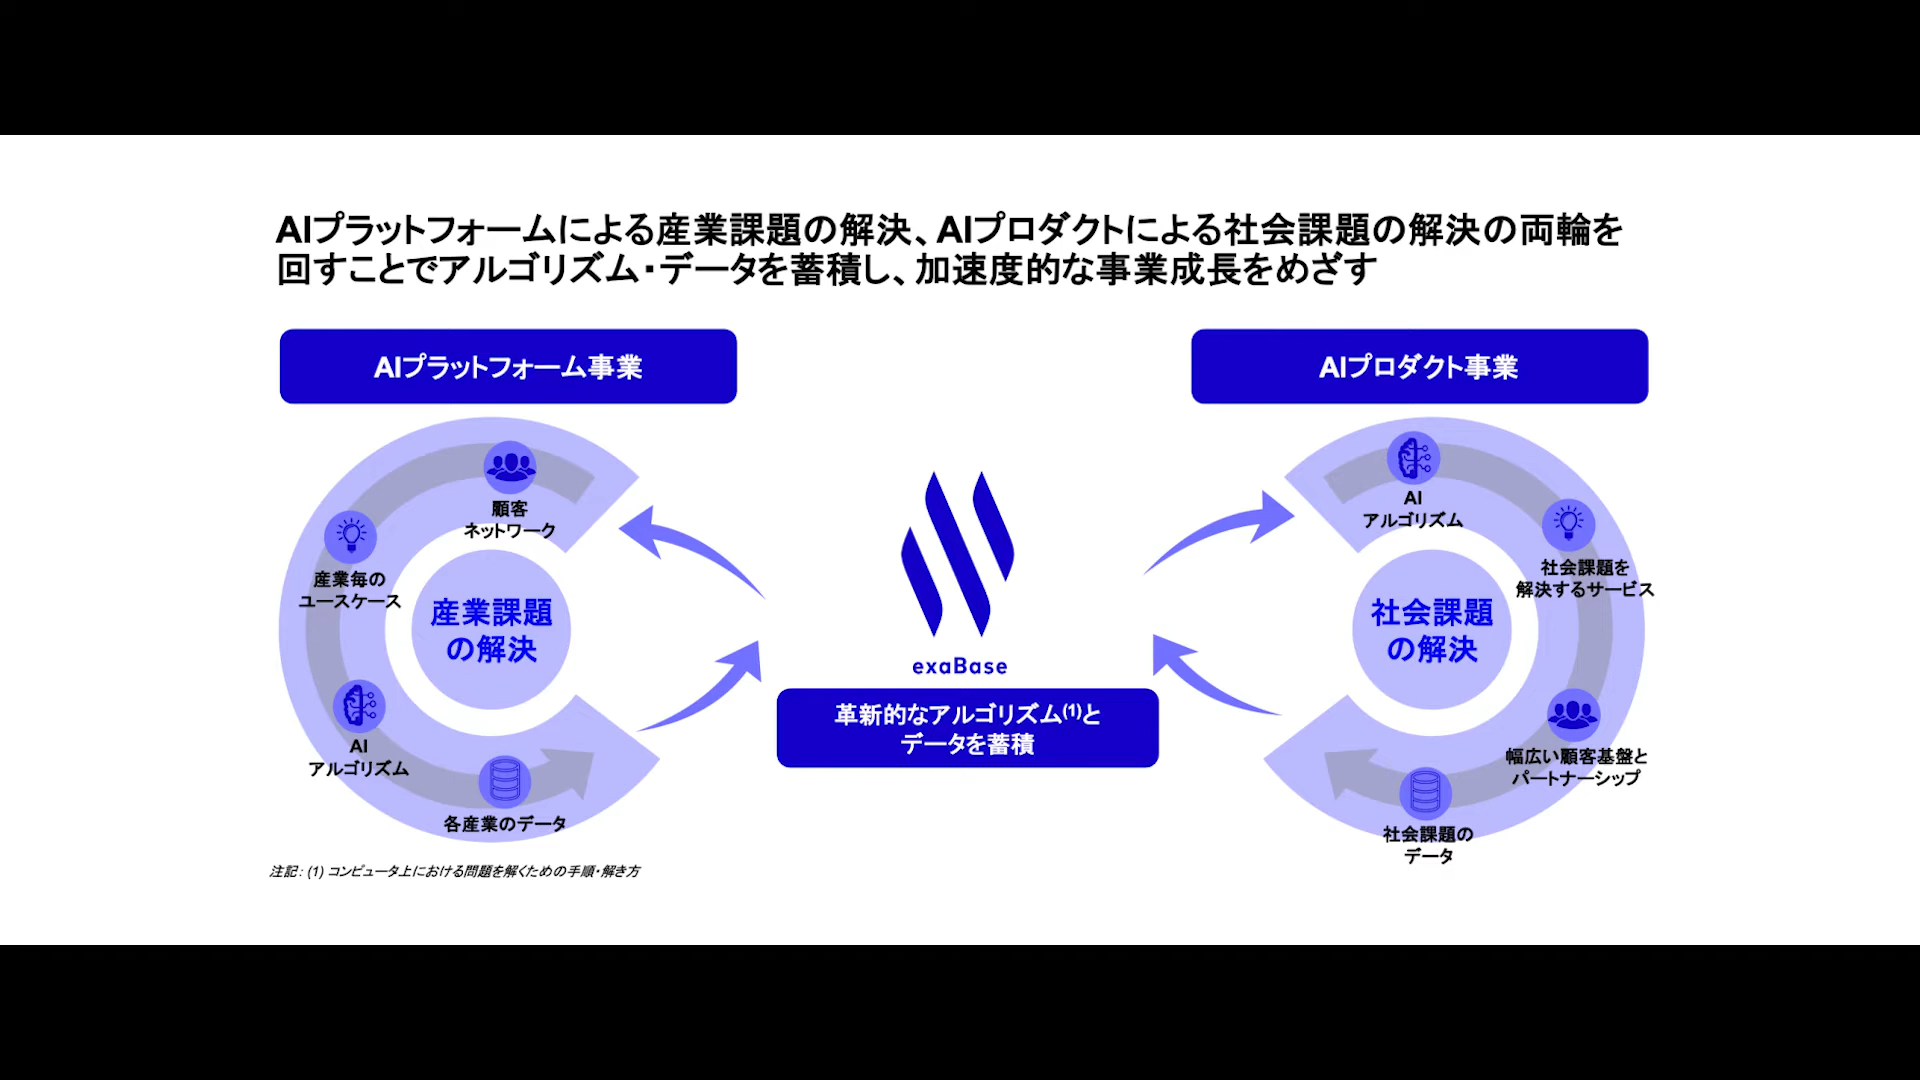 AIプラットフォームによる産業課題の解決、AIプロダクトによる社会課題の解決の両輪を
回すことでアルゴリズム・データを蓄積し、加速度的な事業成長をめざす
AIプラットフォーム事業
顧客
ネットワーク
産業毎の
ユースケース
産業課題
の解決
AI
アルゴリズム
各産業のデータ
exaBase
革新的なアルゴリズム(1)と
データを蓄積
AIプロダクト事業
AI
アルゴリズム
社会課題を
解決するサービス
社会課題
の解決
幅広い顧客基盤と
パートナーシップ
社会課題の
データ
注記: (1) コンピュータ上における問題を解くための手順・解き方